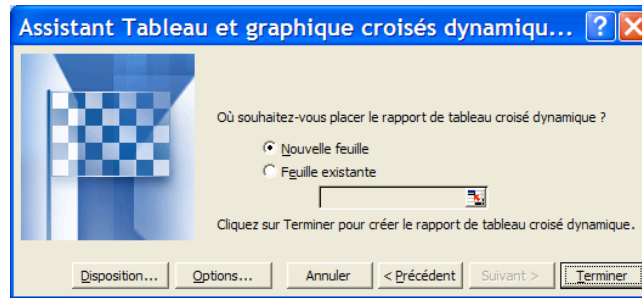 Assistant Tableau et graphique croisés dynamiqu...
Où souhaitez-vous placer le rapport de tableau croisé dynamique ?
Nouvelle feuille
Feuille existante
Cliquez sur Terminer pour créer le rapport de tableau croisé dynamique.
Disposition... Options... Annuler < Précédent Suivant > Terminer